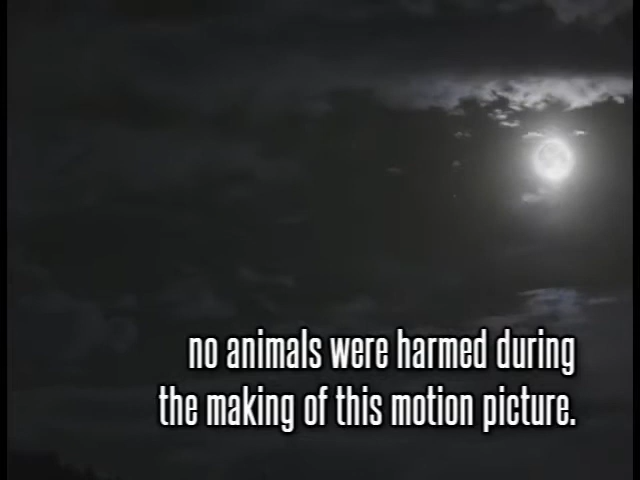 no animals were harmed during
the making of this motion picture.